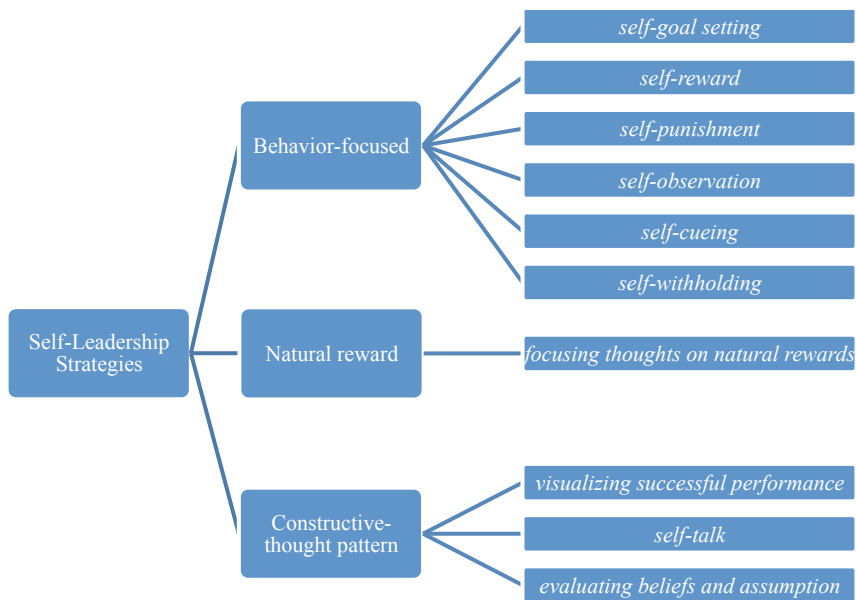 self-goal setting
self-reward
self-punishment
Behavior-focused
self-observation
self-cueing
self-withholding
Self-Leadership
Strategies
Natural reward
focusing thoughts on natural rewards
visualizing successful performance
Constructive-
thought pattern
self-talk
evaluating beliefs and assumption